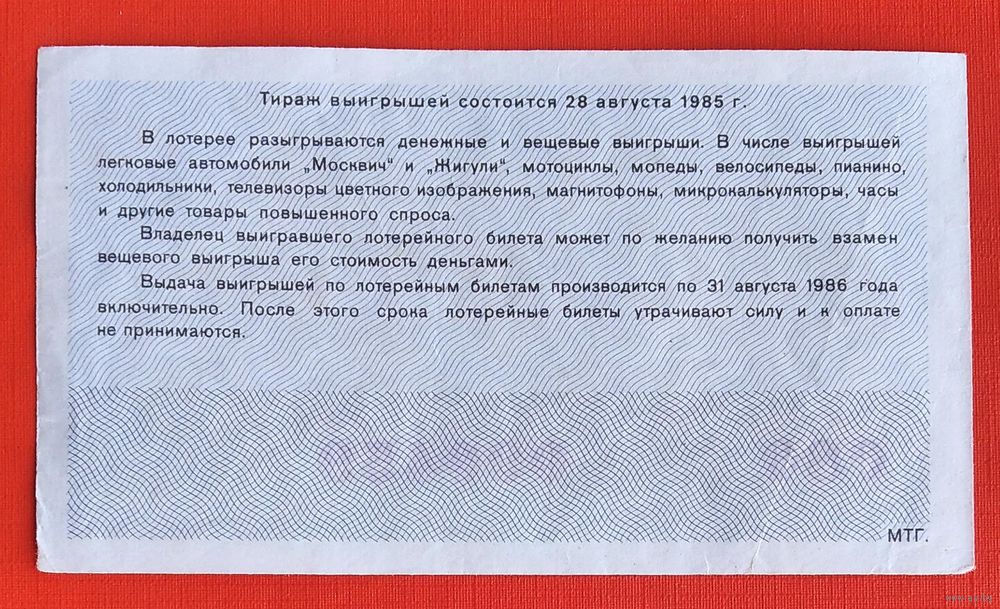 Тираж выигрышей состоится 28 августа 1985 г.
В лотерее разыгрываются денежные и вещевые выигрыши. В числе выигрышей
легковые автомобили „Москвич“ и „Жигули“, мотоциклы, мопеды, велосипеды, пианино,
холодильники, телевизоры цветного изображения, магнитофоны, микрокалькуляторы, часы
и другие товары повышенного спроса.
Владелец выигравшего лотерейного билета может по желанию получить взамен
вещевого выигрыша его стоимость деньгами.
Выдача выигрышей по лотерейным билетам производится по 31 августа 1986 года
включительно. После этого срока лотерейные билеты утрачивают силу и к оплате
не принимаются.
МТГ.